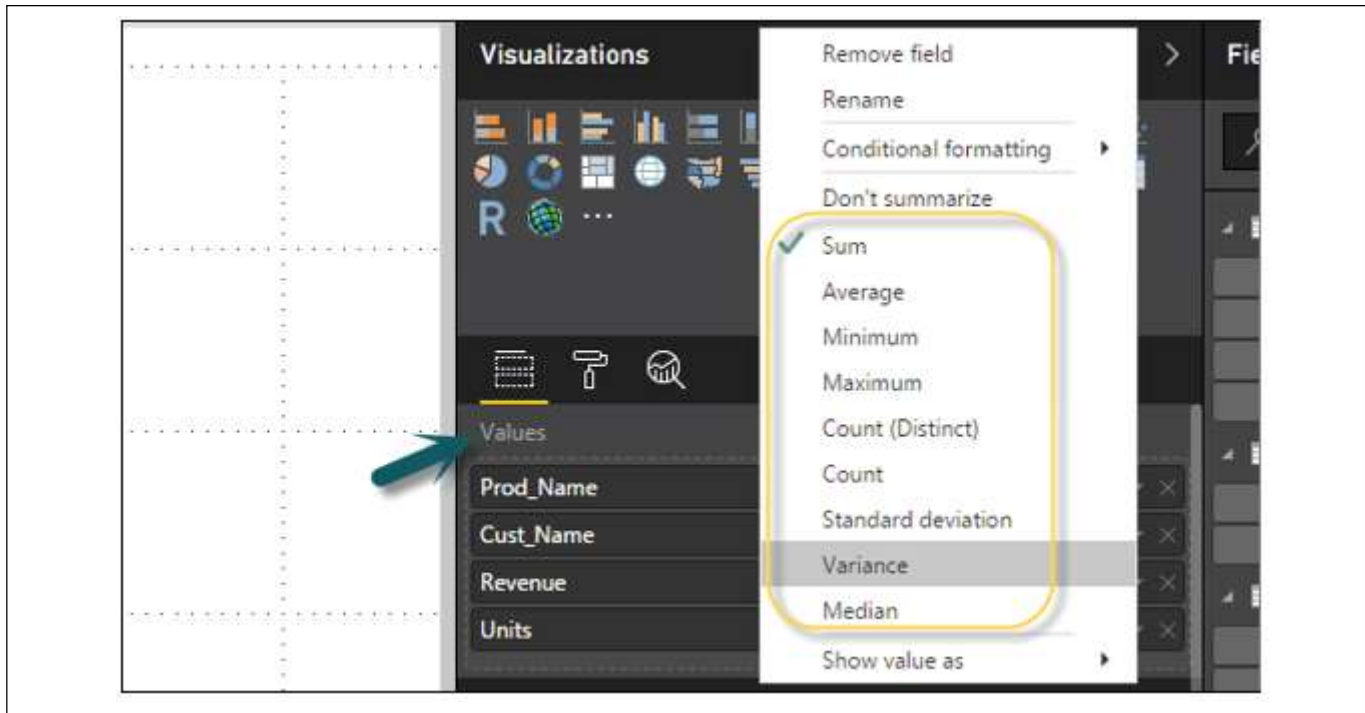 Visualizations
Remove field
Rename
Conditional formatting
Don't summarize
Sum
Average
Minimum
Maximum
Count (Distinct)
Count
Standard deviation
Variance
Median
Show value as
R
Values
Prod_Name
Cust_Name
Revenue
Units
Fie